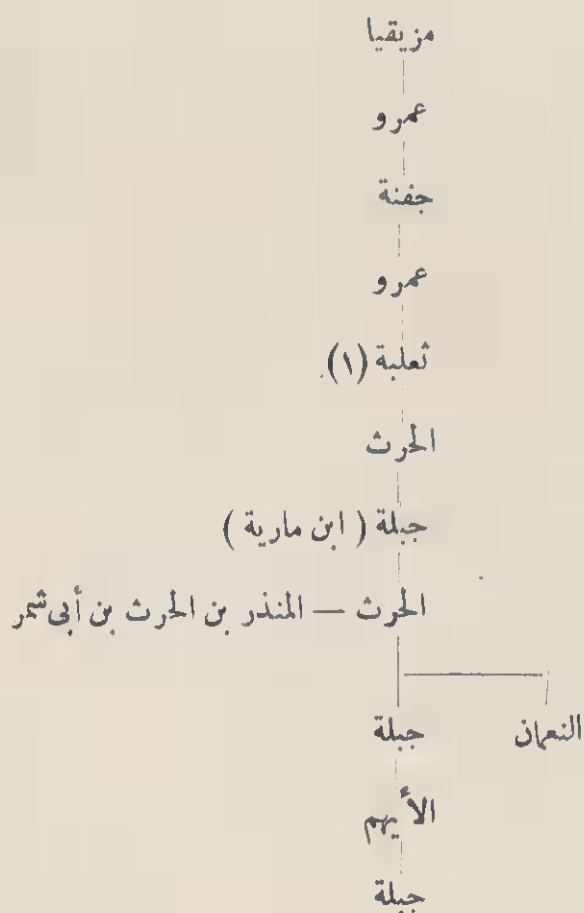 مزيقيا
عمرو
جفنة
عمرو
ثعلبة (١)
الحرث
جبلة ( ابن مارية )
الحرث — المنذر بن الحرث بن أبى شمر
النعمان جبلة
الأيهم
جبلة